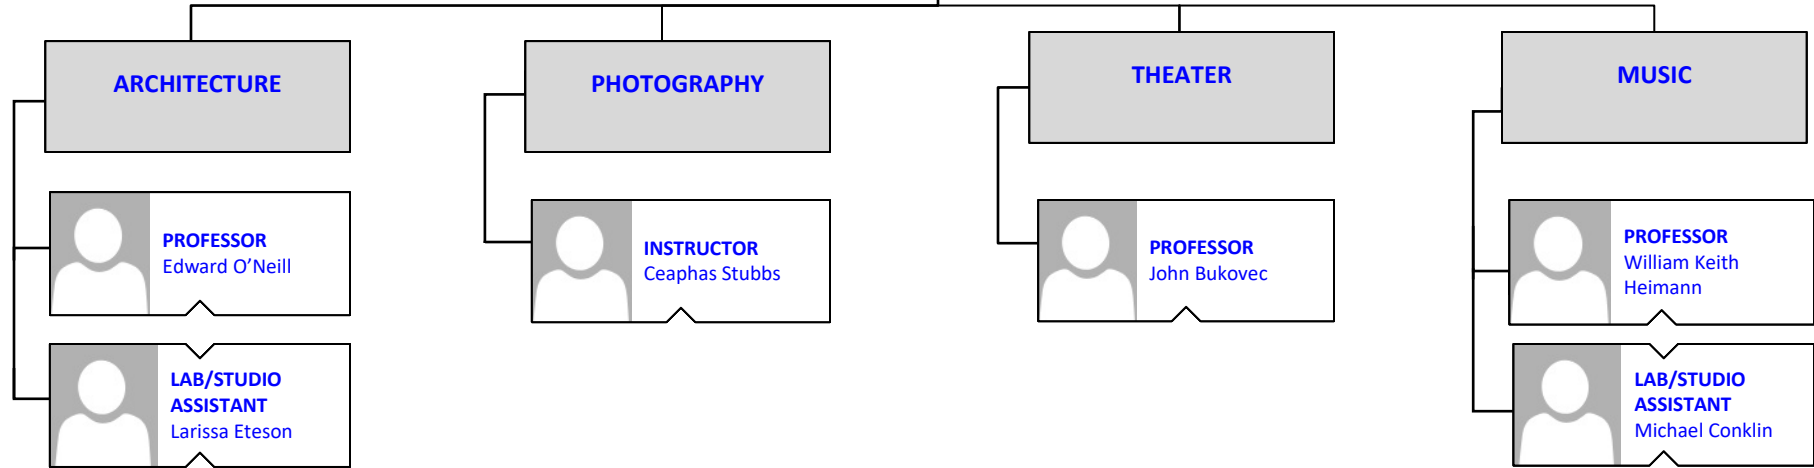 ARCHITECTURE
PHOTOGRAPHY
THEATER
MUSIC
PROFESSOR
Edward O’Neill
INSTRUCTOR
Ceaphas Stubbs
PROFESSOR
John Bukovec
PROFESSOR
William Keith
Heimann
LAB/STUDIO
ASSISTANT
Larissa Eteson
LAB/STUDIO
ASSISTANT
Michael Conklin